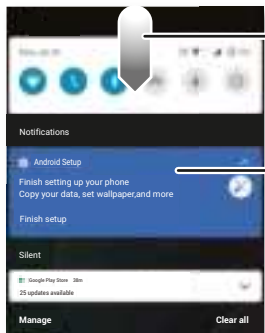 Notifications
Android Setup
Finish setting up your phone
Copy your data, set wallpaper,and more
Finish setup
Silent
Google Play Store 38m
25 updates available
Manage Clear all